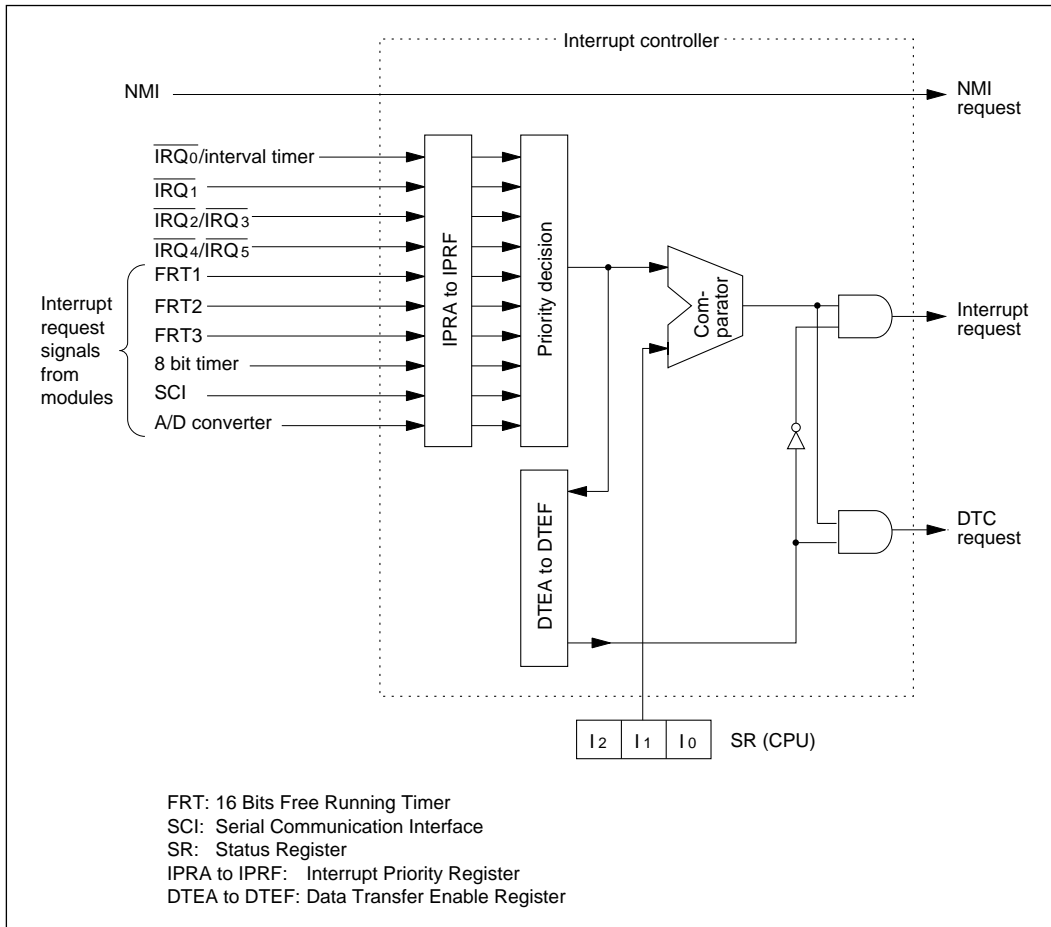 Interrupt controller
NMI
NMI
request
IRQ0/interval timer
IRQ1
IRQ2/IRQ3
IRQ4/IRQ5
FRT1
FRT2
FRT3
8 bit timer
SCI
A/D converter
Interrupt
request
signals
from
modules
IPRA to IPRF
Priority decision
Com-
parator
Interrupt
request
DTEA to DTEF
DTC
request
I2 I1 I0 SR (CPU)
FRT: 16 Bits Free Running Timer
SCI: Serial Communication Interface
SR: Status Register
IPRA to IPRF: Interrupt Priority Register
DTEA to DTEF: Data Transfer Enable Register